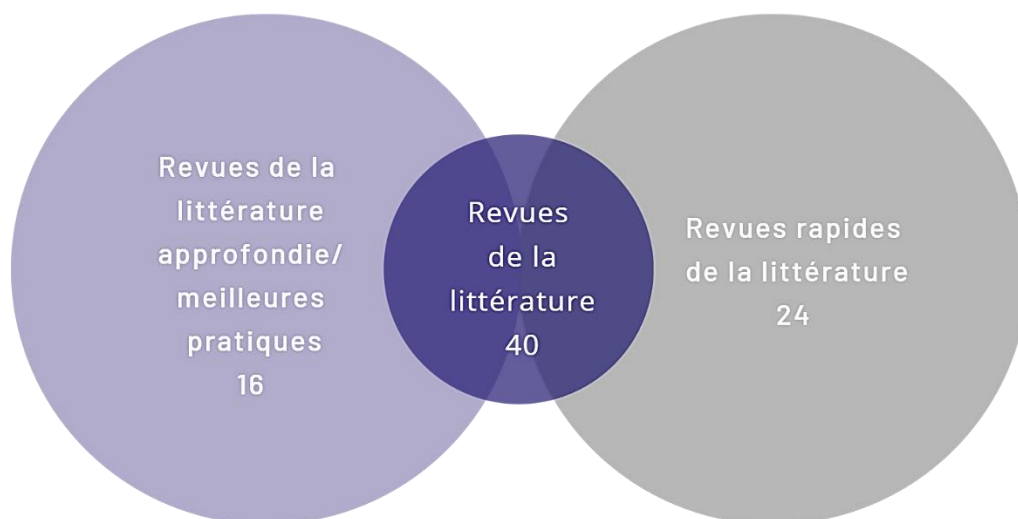 Revues de la
littérature
approfondie/
meilleures
pratiques
16
Revues
de la
littérature
40
Revues rapides
de la littérature
24